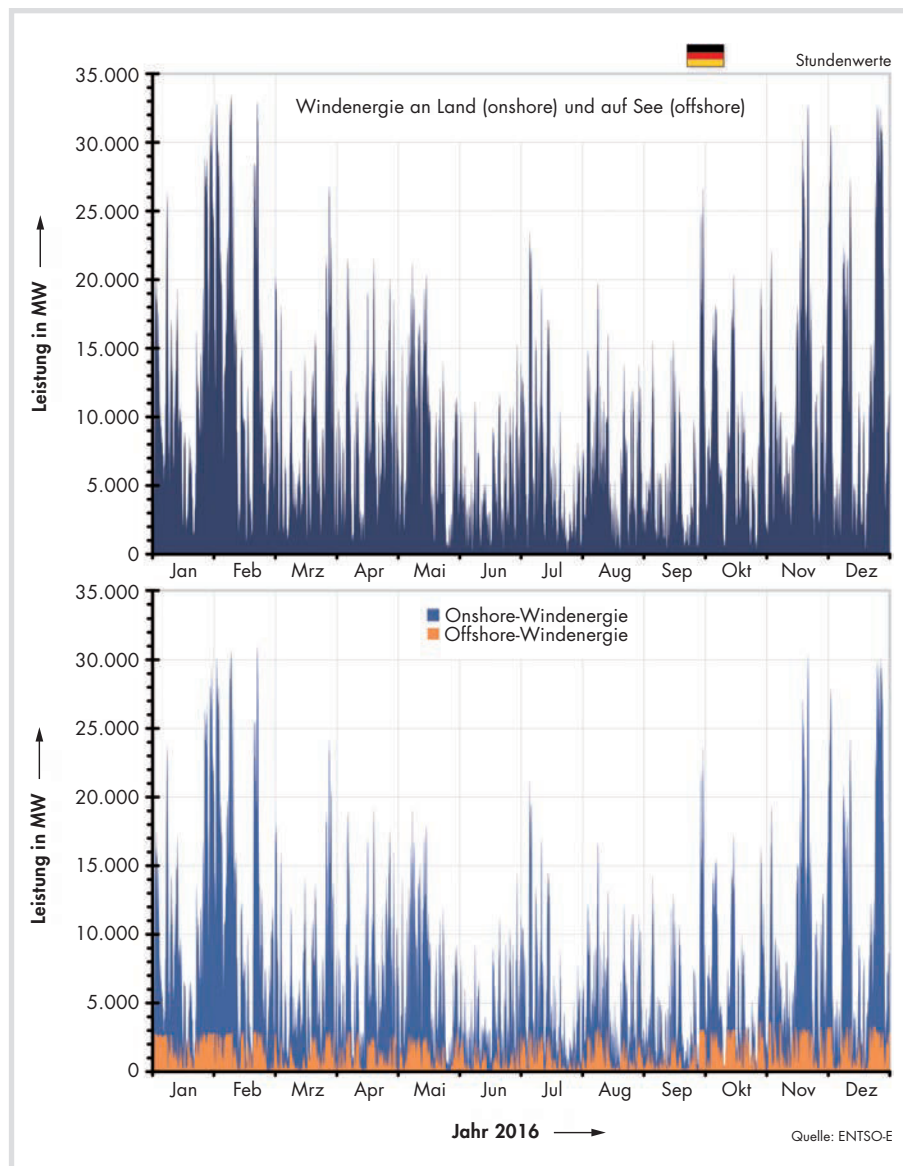 Stundenwerte
Windenergie an Land (onshore) und auf See (offshore)
Leistung in MW
35.000
30.000
25.000
20.000
15.000
10.000
5.000
0
Jan Feb Mrz Apr Mai Jun Jul Aug Sep Okt Nov Dez
Onshore-Windenergie
Offshore-Windenergie
Leistung in MW
35.000
30.000
25.000
20.000
15.000
10.000
5.000
0
Jan Feb Mrz Apr Mai Jun Jul Aug Sep Okt Nov Dez
Jahr 2016
Quelle: ENTSO-E